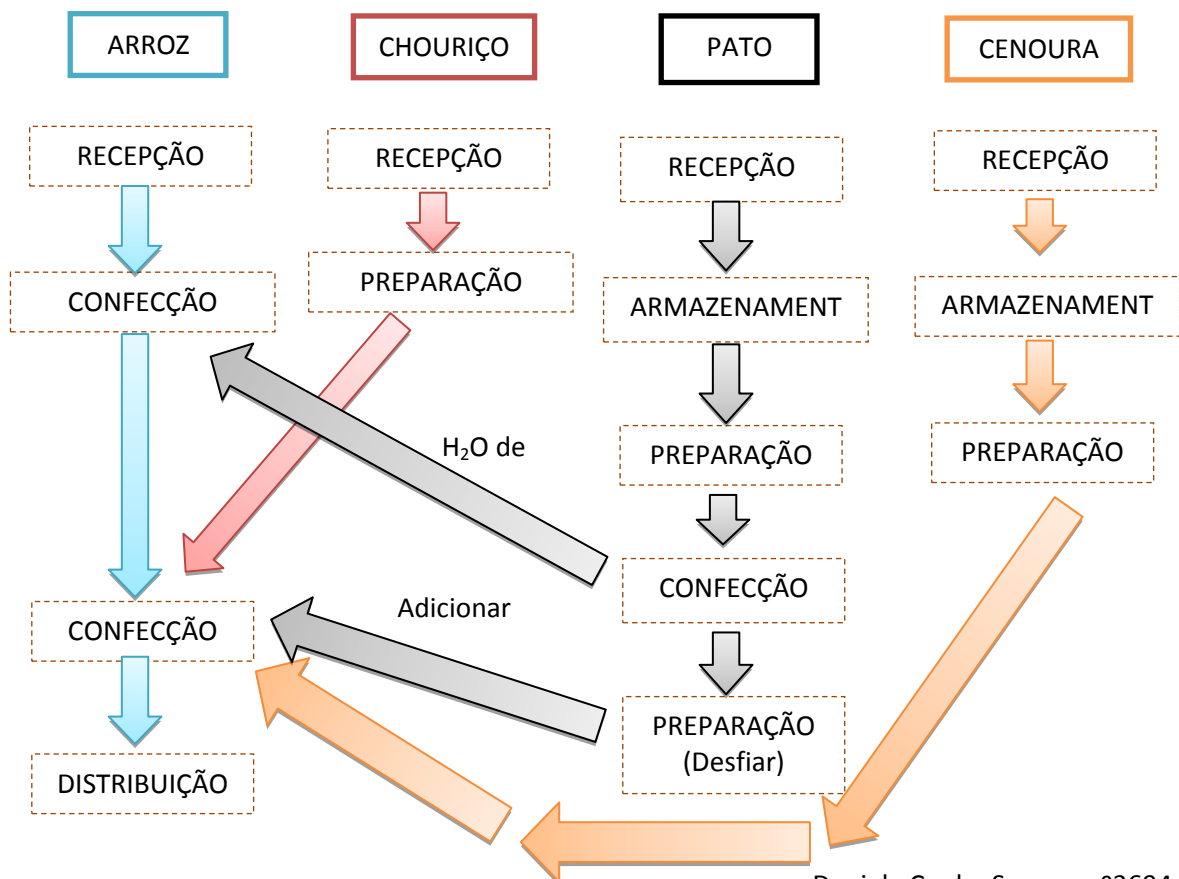 ARROZ
CHOURIÇO
PATO
CENOURA
RECEPÇÃO
RECEPÇÃO
RECEPÇÃO
RECEPÇÃO
CONFECÇÃO
PREPARAÇÃO
ARMAZENAMENT
ARMAZENAMENT
H₂O de
PREPARAÇÃO
PREPARAÇÃO
CONFECÇÃO
Adicionar
CONFECÇÃO
PREPARAÇÃO
(Desfiar)
DISTRIBUIÇÃO